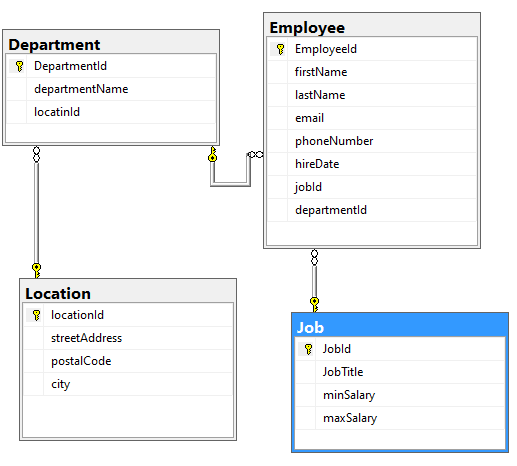 Department
DepartmentId
departmentName
locatinId
Employee
EmployeeId
firstName
lastName
email
phoneNumber
hireDate
jobId
departmentId
Location
locationId
streetAddress
postalCode
city
Job
JobId
JobTitle
minSalary
maxSalary